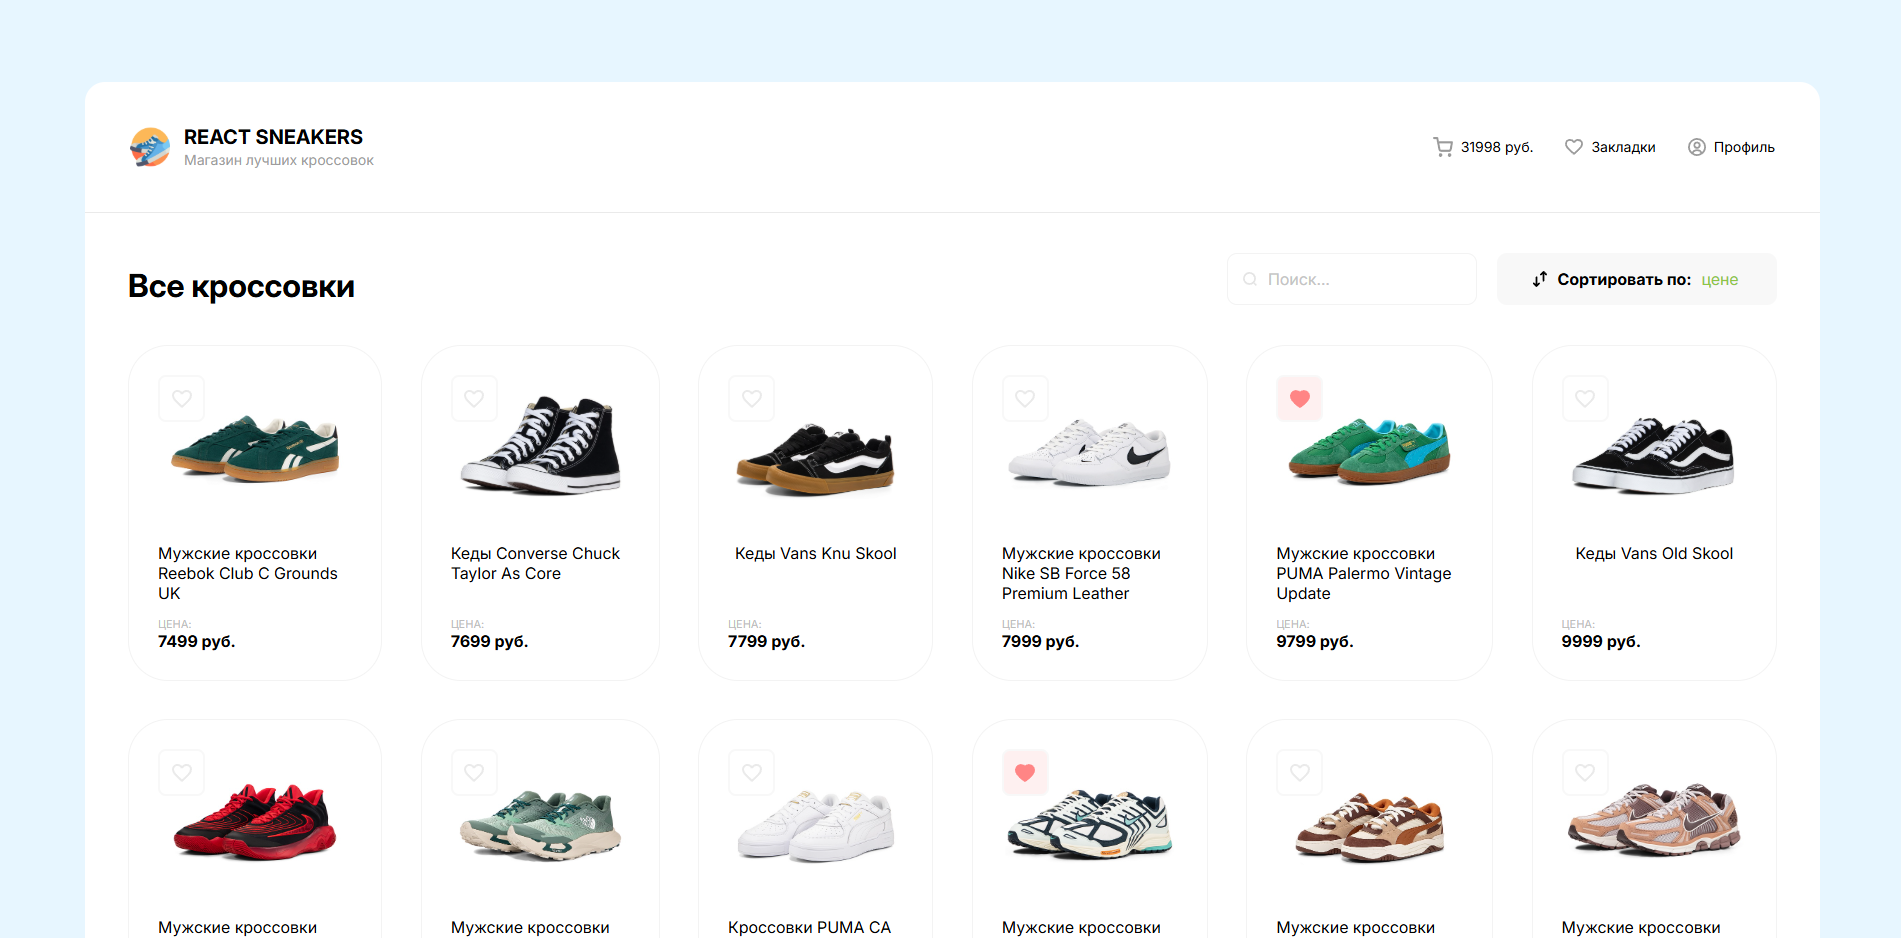 REACT SNEAKERS
Магазин лучших кроссовок
31998 руб.
Закладки
Профиль
Все кроссовки
Поиск...
Сортировать по: цене
Мужские кроссовки
Reebok Club C Grounds
UK
ЦЕНА:
7499 руб.
Кеды Converse Chuck
Taylor As Core
ЦЕНА:
7699 руб.
Кеды Vans Knu Skool
ЦЕНА:
7799 руб.
Мужские кроссовки
Nike SB Force 58
Premium Leather
ЦЕНА:
7999 руб.
Мужские кроссовки
PUMA Palermo Vintage
Update
ЦЕНА:
9799 руб.
Кеды Vans Old Skool
ЦЕНА:
9999 руб.
Мужские кроссовки
Мужские кроссовки
Кроссовки PUMA CA
Мужские кроссовки
Мужские кроссовки
Мужские кроссовки